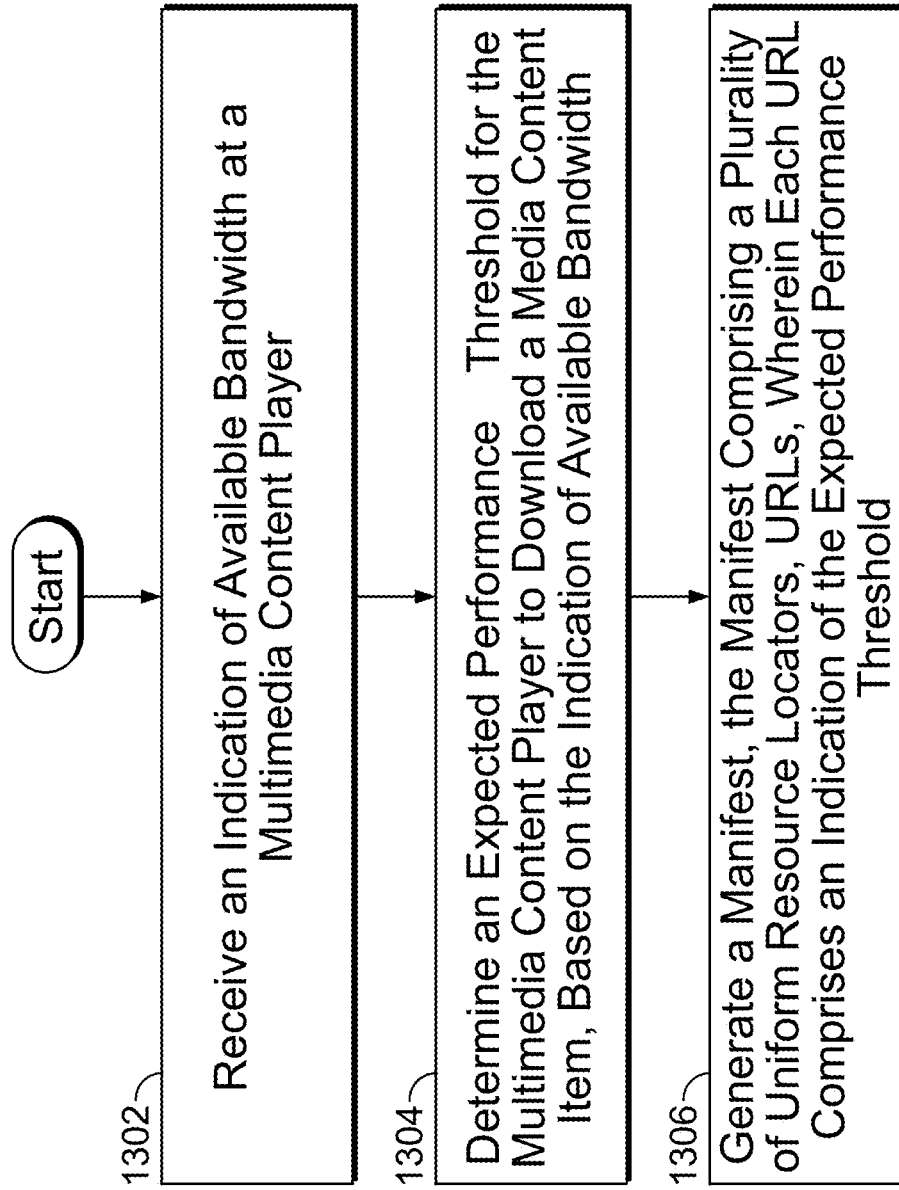 Start
1302
Receive an Indication of Available Bandwidth at a
Multimedia Content Player
1304
Determine an Expected Performance Threshold for the
Multimedia Content Player to Download a Media Content
Item, Based on the Indication of Available Bandwidth
1306
Generate a Manifest, the Manifest Comprising a Plurality
of Uniform Resource Locators, URLs, Wherein Each URL
Comprises an Indication of the Expected Performance
Threshold